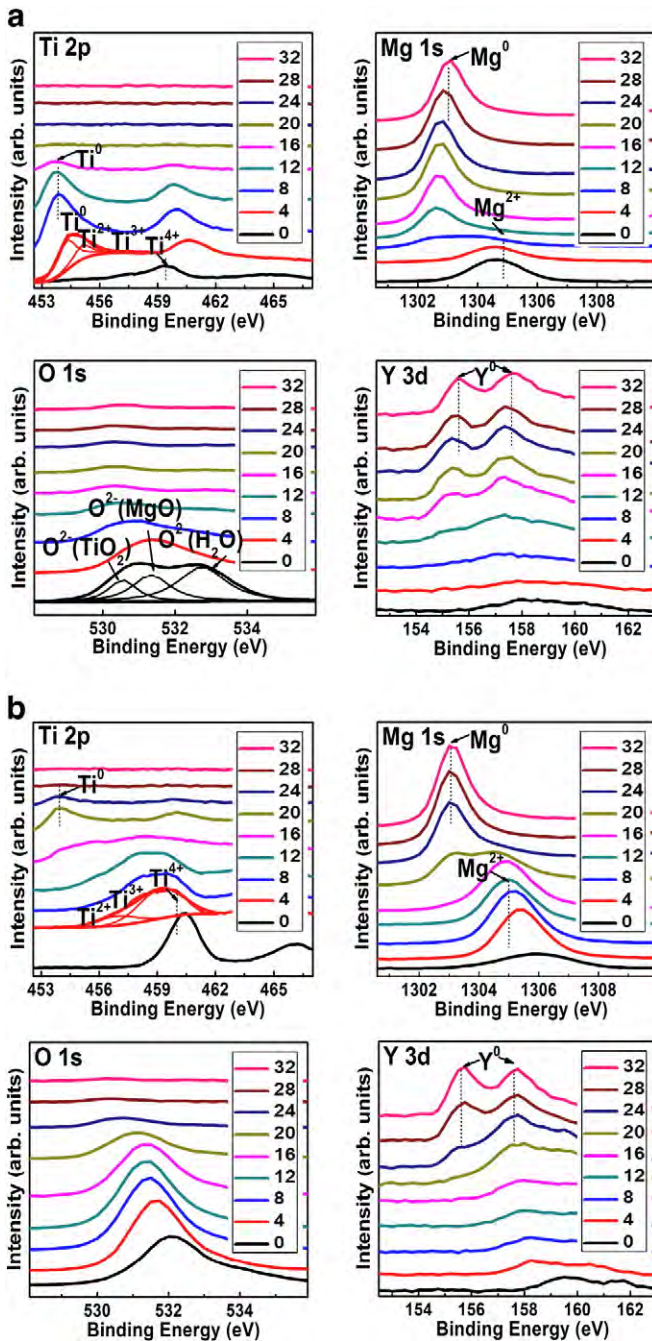 a
Ti 2p
Intensity (arb. units)
Ti⁰
Ti⁰
Ti²⁺
Ti³⁺
Ti⁴⁺
32
28
24
20
16
12
8
4
0
453 456 459 462 465
Binding Energy (eV)
Mg 1s
Intensity (arb. units)
Mg⁰
Mg²⁺
32
28
24
20
16
12
8
4
0
1302 1304 1306 1308
Binding Energy (eV)
O 1s
Intensity (arb. units)
O²⁻(MgO)
O²⁻(TiO₂)
O²⁻(H₂O)
32
28
24
20
16
12
8
4
0
530 532 534
Binding Energy (eV)
Y 3d
Intensity (arb. units)
Y⁰
32
28
24
20
16
12
8
4
0
154 156 158 160 162
Binding Energy (eV)
b
Ti 2p
Intensity (arb. units)
Ti⁰
Ti²⁺
Ti³⁺
Ti⁴⁺
32
28
24
20
16
12
8
4
0
453 456 459 462 465
Binding Energy (eV)
Mg 1s
Intensity (arb. units)
Mg⁰
Mg²⁺
32
28
24
20
16
12
8
4
0
1302 1304 1306 1308
Binding Energy (eV)
O 1s
Intensity (arb. units)
32
28
24
20
16
12
8
4
0
530 532 534
Binding Energy (eV)
Y 3d
Intensity (arb. units)
Y⁰
32
28
24
20
16
12
8
4
0
154 156 158 160 162
Binding Energy (eV)